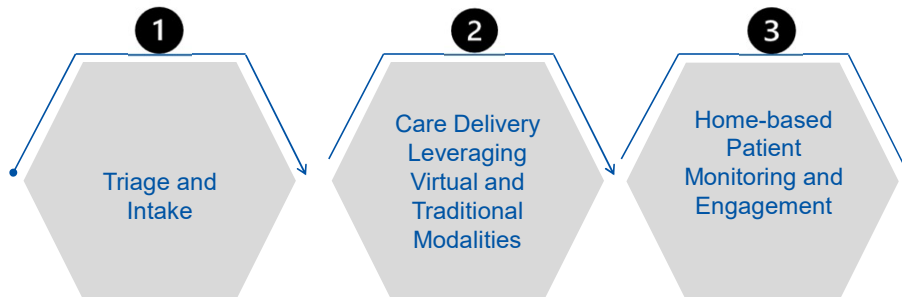 1
Triage and
Intake
2
Care Delivery
Leveraging
Virtual and
Traditional
Modalities
3
Home-based
Patient
Monitoring and
Engagement